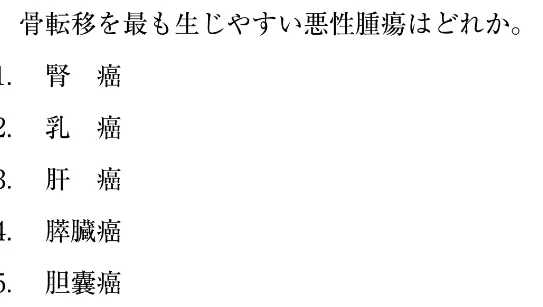 骨転移を最も生じやすい悪性腫瘍はどれか。
1. 腎　癌
2. 乳　癌
3. 肝　癌
4. 膵臓癌
5. 胆嚢癌